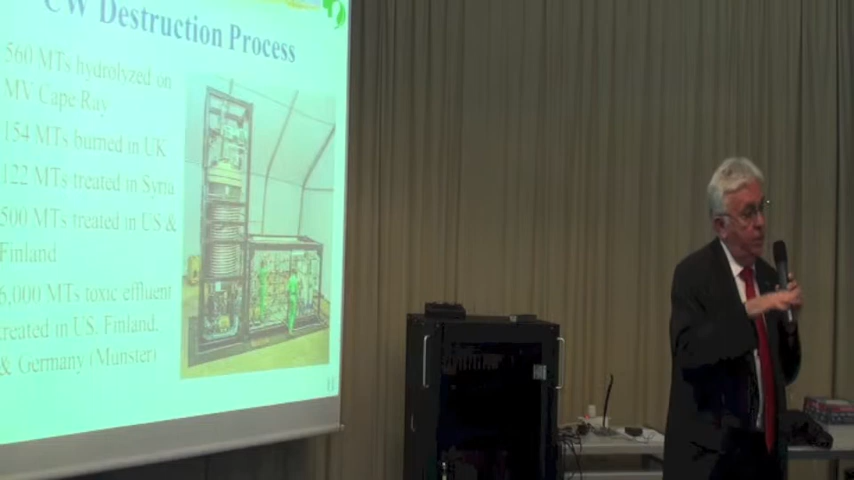 CW Destruction Process
560 MTs hydrolyzed on
MV Cape Ray
154 MTs burned in UK
122 MTs treated in Syria
500 MTs treated in US &
Finland
6,000 MTs toxic effluent
treated in US, Finland,
& Germany (Munster)